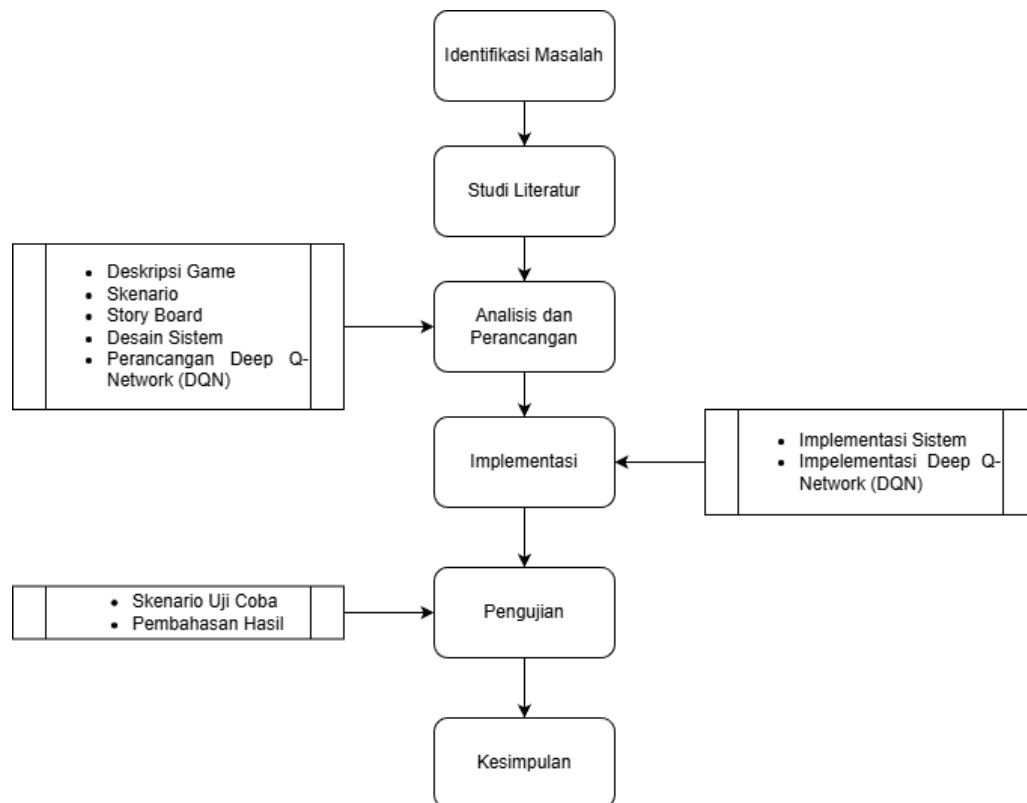 Identifikasi Masalah
Studi Literatur
• Deskripsi Game
• Skenario
• Story Board
• Desain Sistem
• Perancangan Deep Q-
Network (DQN)
Analisis dan
Perancangan
Implementasi
• Implementasi Sistem
• Impelementasi Deep Q-
Network (DQN)
• Skenario Uji Coba
• Pembahasan Hasil
Pengujian
Kesimpulan